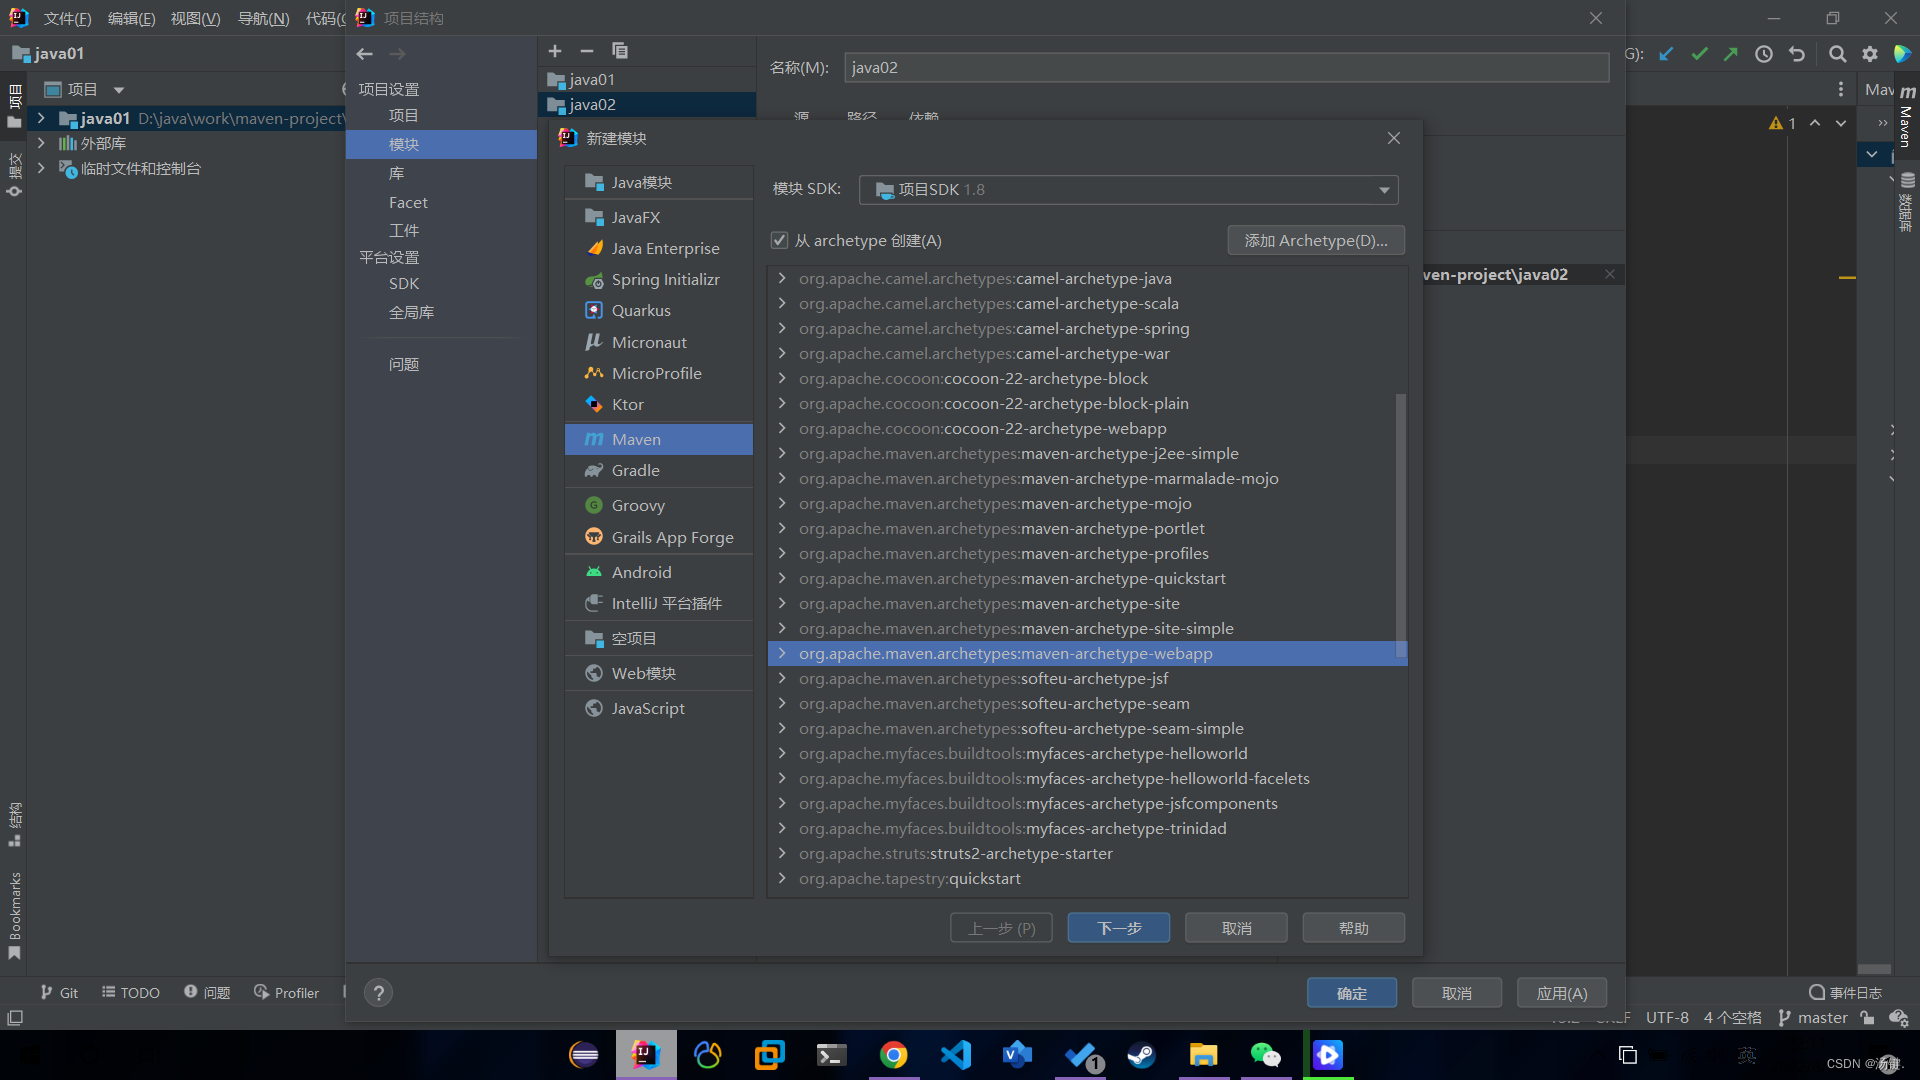 文件(F) 编辑(E) 视图(V) 导航(N) 代码(C
项目结构
java01
项目
java01 D:\java\work\maven-project\
外部库
临时文件和控制台
项目
提交
结构
Bookmarks
项目设置
项目
模块
库
Facet
工件
平台设置
SDK
全局库
问题
java01
java02
名称(M): java02
源 路径 依赖
新建模块
Java模块
JavaFX
Java Enterprise
Spring Initializr
Quarkus
Micronaut
MicroProfile
Ktor
Maven
Gradle
Groovy
Grails App Forge
Android
IntelliJ 平台插件
空项目
Web模块
JavaScript
模块 SDK: 项目SDK 1.8
从 archetype 创建(A)
添加 Archetype(D)...
org.apache.camel.archetypes:camel-archetype-java
org.apache.camel.archetypes:camel-archetype-scala
org.apache.camel.archetypes:camel-archetype-spring
org.apache.camel.archetypes:camel-archetype-war
org.apache.cocoon:cocoon-22-archetype-block
org.apache.cocoon:cocoon-22-archetype-block-plain
org.apache.cocoon:cocoon-22-archetype-webapp
org.apache.maven.archetypes:maven-archetype-j2ee-simple
org.apache.maven.archetypes:maven-archetype-marmalade-mojo
org.apache.maven.archetypes:maven-archetype-mojo
org.apache.maven.archetypes:maven-archetype-portlet
org.apache.maven.archetypes:maven-archetype-profiles
org.apache.maven.archetypes:maven-archetype-quickstart
org.apache.maven.archetypes:maven-archetype-site
org.apache.maven.archetypes:maven-archetype-site-simple
org.apache.maven.archetypes:maven-archetype-webapp
org.apache.maven.archetypes:softeu-archetype-jsf
org.apache.maven.archetypes:softeu-archetype-seam
org.apache.maven.archetypes:softeu-archetype-seam-simple
org.apache.myfaces.buildtools:myfaces-archetype-helloworld
org.apache.myfaces.buildtools:myfaces-archetype-helloworld-facelets
org.apache.myfaces.buildtools:myfaces-archetype-jsfcomponents
org.apache.myfaces.buildtools:myfaces-archetype-trinidad
org.apache.struts:struts2-archetype-starter
org.apache.tapestry:quickstart
上一步 (P) 下一步 取消 帮助
确定 取消 应用(A)
G):
Mav
1
ven-project\java02
Maven
数据库
Git TODO 问题 Profiler
事件日志
UTF-8 4 个空格 master
1
英
CSDN @汤键.